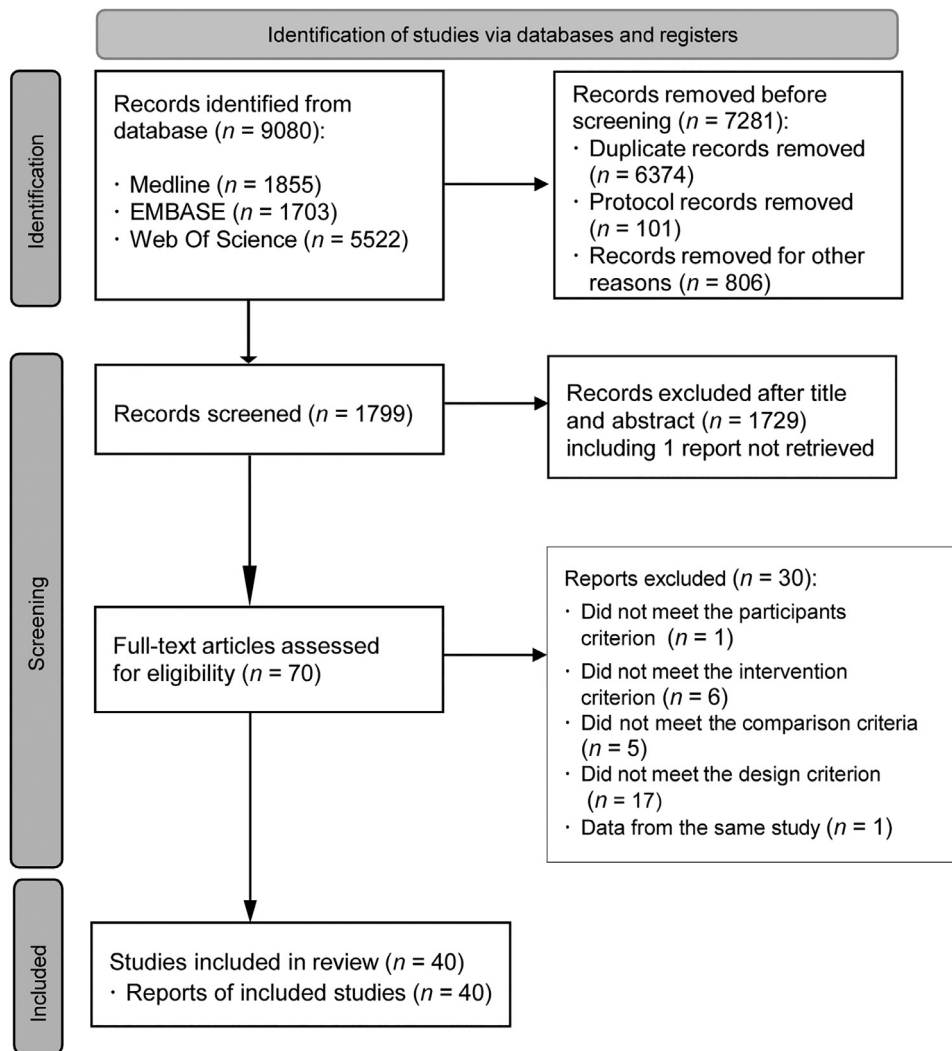 Identification of studies via databases and registers
Identification
Records identified from
database (n = 9080):
· Medline (n = 1855)
· EMBASE (n = 1703)
· Web Of Science (n = 5522)
Records removed before
screening (n = 7281):
· Duplicate records removed
(n = 6374)
· Protocol records removed
(n = 101)
· Records removed for other
reasons (n = 806)
Screening
Records screened (n = 1799)
Records excluded after title
and abstract (n = 1729)
including 1 report not retrieved
Full-text articles assessed
for eligibility (n = 70)
Reports excluded (n = 30):
· Did not meet the participants
criterion (n = 1)
· Did not meet the intervention
criterion (n = 6)
· Did not meet the comparison criteria
(n = 5)
· Did not meet the design criterion
(n = 17)
· Data from the same study (n = 1)
Included
Studies included in review (n = 40)
· Reports of included studies (n = 40)